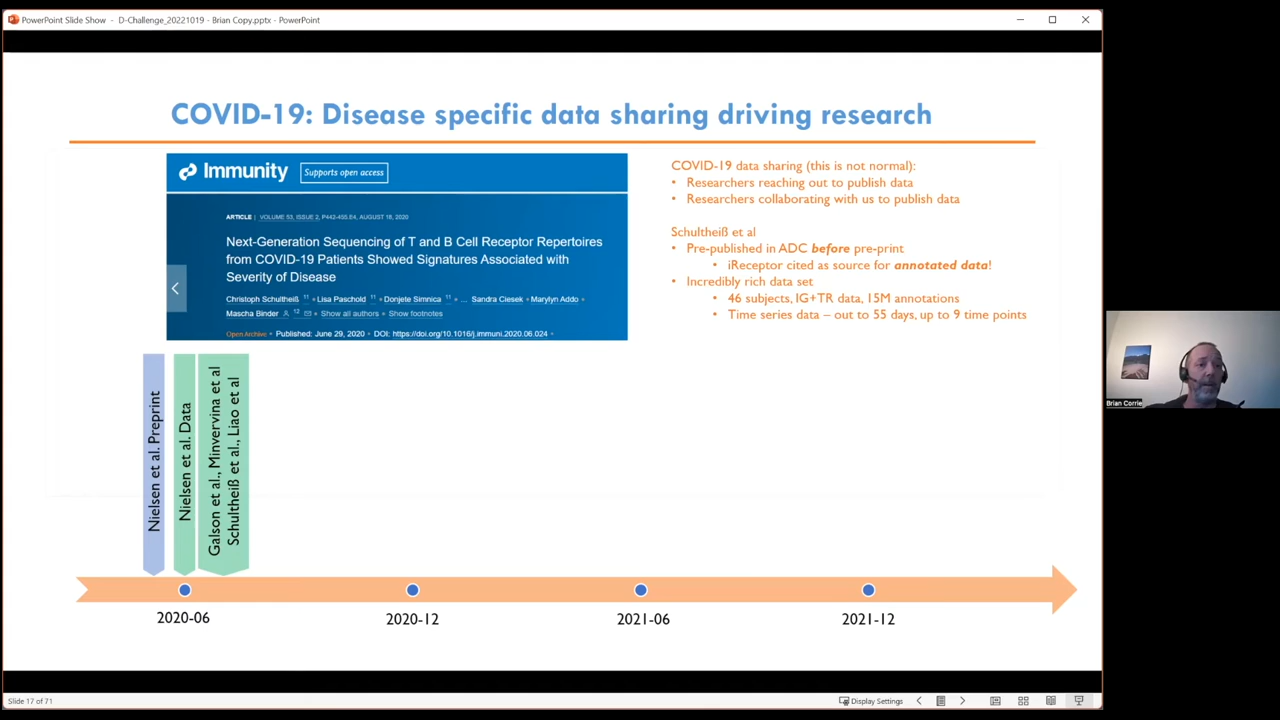 PowerPoint Slide Show - D-Challenge_20221019 - Brian Copy.pptx - PowerPoint
COVID-19: Disease specific data sharing driving research
Immunity Supports open access
ARTICLE | VOLUME 53, ISSUE 2, P442-455.E4, AUGUST 18, 2020
Next-Generation Sequencing of T and B Cell Receptor Repertoires
from COVID-19 Patients Showed Signatures Associated with
Severity of Disease
Christoph Schultheiß 11 • Lisa Paschold 11 • Donjete Simnica 11 • ... Sandra Ciesek • Marylyn Addo •
Mascha Binder 12 • Show all authors • Show footnotes
Open Archive • Published: June 29, 2020 • DOI: https://doi.org/10.1016/j.immuni.2020.06.024 •
COVID-19 data sharing (this is not normal):
• Researchers reaching out to publish data
• Researchers collaborating with us to publish data
Schultheiß et al
• Pre-published in ADC before pre-print
• iReceptor cited as source for annotated data!
• Incredibly rich data set
• 46 subjects, IG+TR data, 15M annotations
• Time series data – out to 55 days, up to 9 time points
Nielsen et al. Preprint
Nielsen et al. Data
Galson et al., Minvervina et al
Schultheiß et al., Liao et al
2020-06
2020-12
2021-06
2021-12
Brian Corrie
Slide 17 of 71
Display Settings